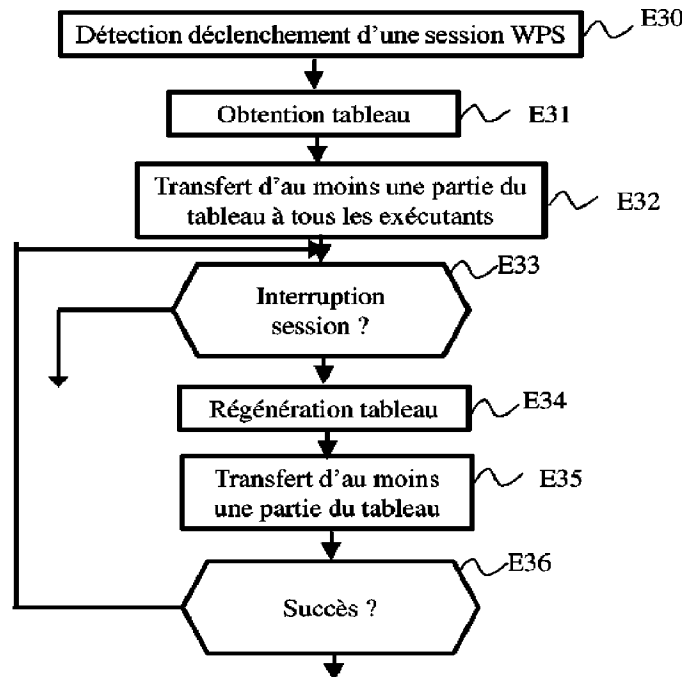 Détection déclenchement d'une session WPS
E30
Obtention tableau
E31
Transfert d'au moins une partie du
tableau à tous les exécutants
E32
E33
Interruption
session ?
Régénération tableau
E34
Transfert d'au moins
une partie du tableau
E35
E36
Succès ?